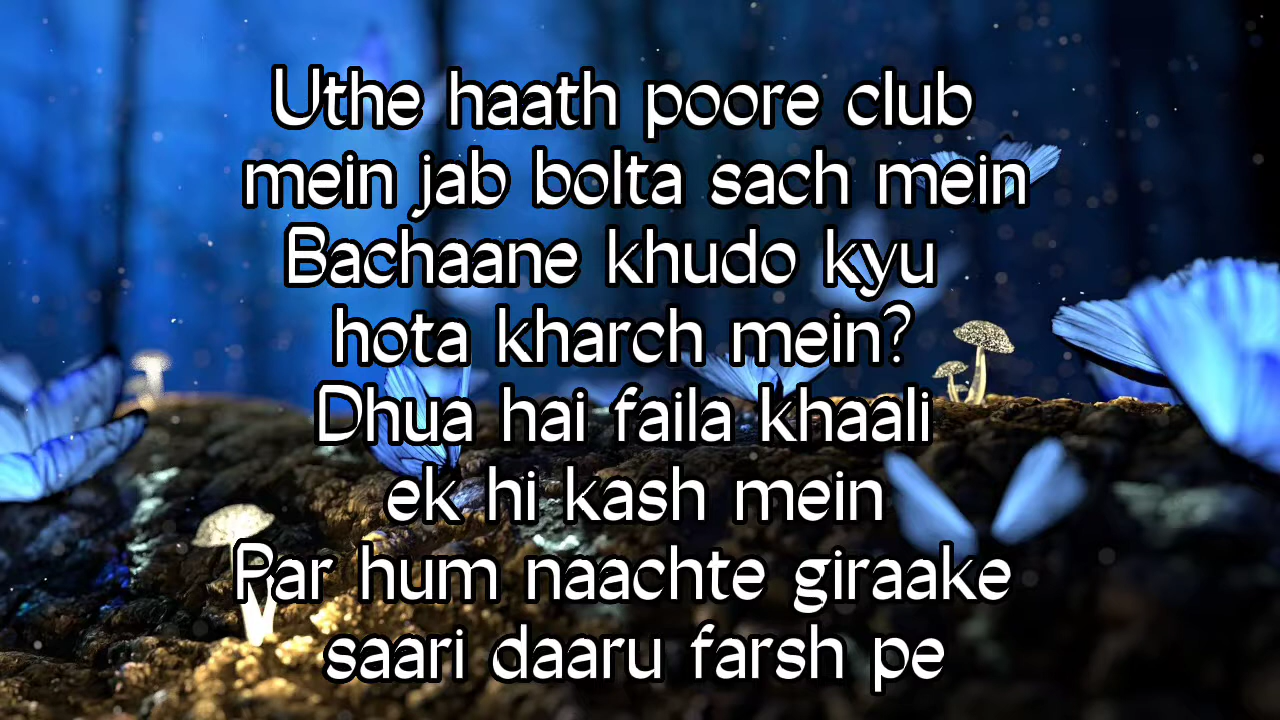 Uthe haath poore club
mein jab bolta sach mein
Bachaane khudo kyu
hota kharch mein?
Dhua hai faila khaali
ek hi kash mein
Par hum naachte giraake
saari daaru farsh pe